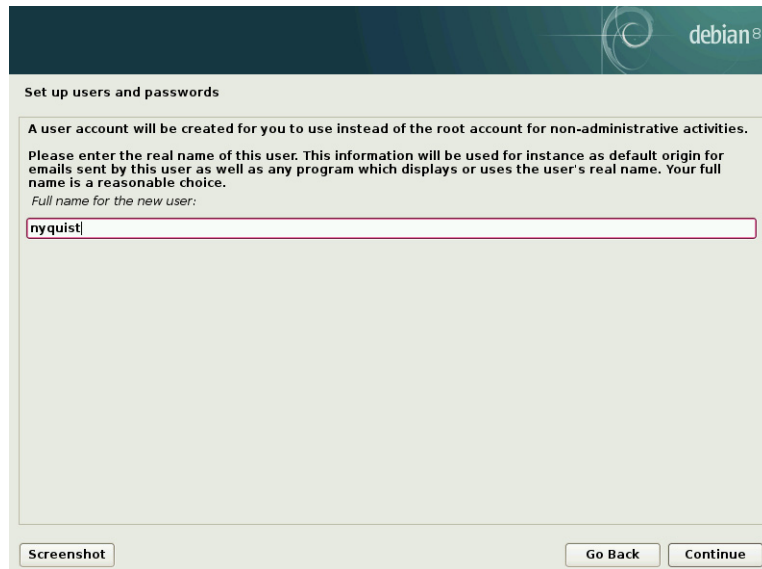 debian 8
Set up users and passwords
A user account will be created for you to use instead of the root account for non-administrative activities.
Please enter the real name of this user. This information will be used for instance as default origin for
emails sent by this user as well as any program which displays or uses the user's real name. Your full
name is a reasonable choice.
Full name for the new user:
nyquist
Screenshot
Go Back
Continue